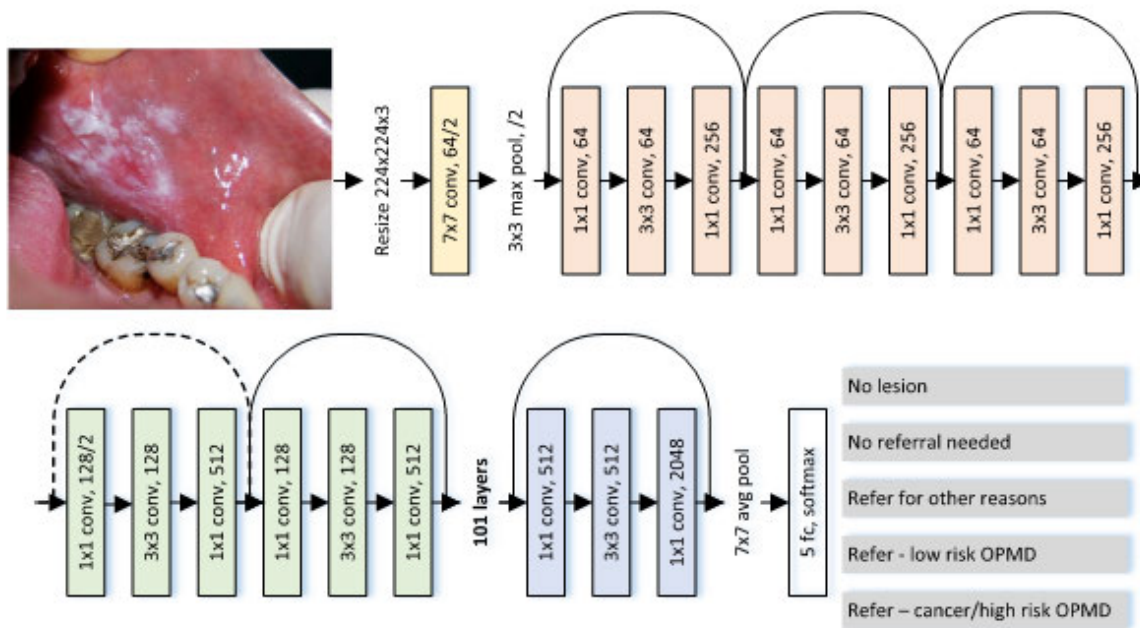 Resize 224x224x3
7x7 conv, 64/2
3x3 max pool, /2
1x1 conv, 64
3x3 conv, 64
1x1 conv, 256
1x1 conv, 64
3x3 conv, 64
1x1 conv, 256
1x1 conv, 64
3x3 conv, 64
1x1 conv, 256
1x1 conv, 128/2
3x3 conv, 128
1x1 conv, 512
1x1 conv, 128
3x3 conv, 128
1x1 conv, 512
101 layers
1x1 conv, 512
3x3 conv, 512
1x1 conv, 2048
7x7 avg pool
5 fc, softmax
No lesion
No referral needed
Refer for other reasons
Refer - low risk OPMD
Refer – cancer/high risk OPMD